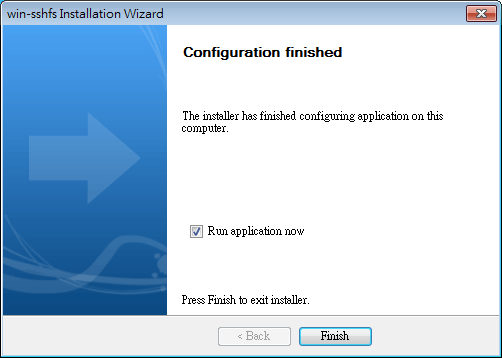 win-sshfs Installation Wizard
Configuration finished
The installer has finished configuring application on this
computer.
Run application now
Press Finish to exit installer.
< Back
Finish